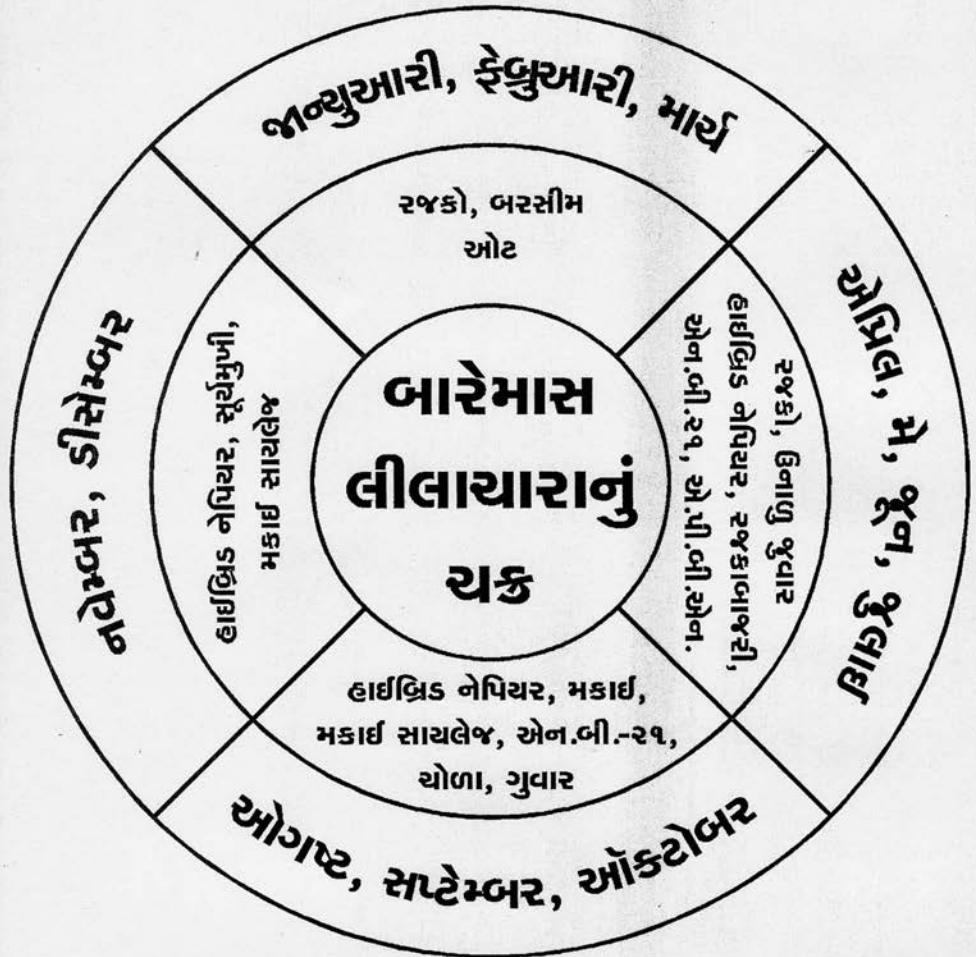 જાન્યુઆરી, ફેબ્રુઆરી, માર્ચ
રજકો, બરસીમ
ઓટ
એપ્રિલ, મે, જૂન, જુલાઇ
રજકો, ઉનાળુ જુવાર
હાઈબ્રિડ નેપિયર, રજકાબાજરી,
એન.બી.૨૧, એ.પી.બી.એન.
ઓગષ્ટ, સપ્ટેમ્બર, ઑક્ટોબર
હાઈબ્રિડ નેપિયર, મકાઈ,
મકાઈ સાયલેજ, એન.બી.-૨૧,
ચોળા, ગુવાર
નવેમ્બર, ડીસેમ્બર
હાઈબ્રિડ નેપિયર, સૂર્યમુખી,
મકાઇ સાયલેજ
બારેમાસ
લીલાચારાનું
ચક્ર